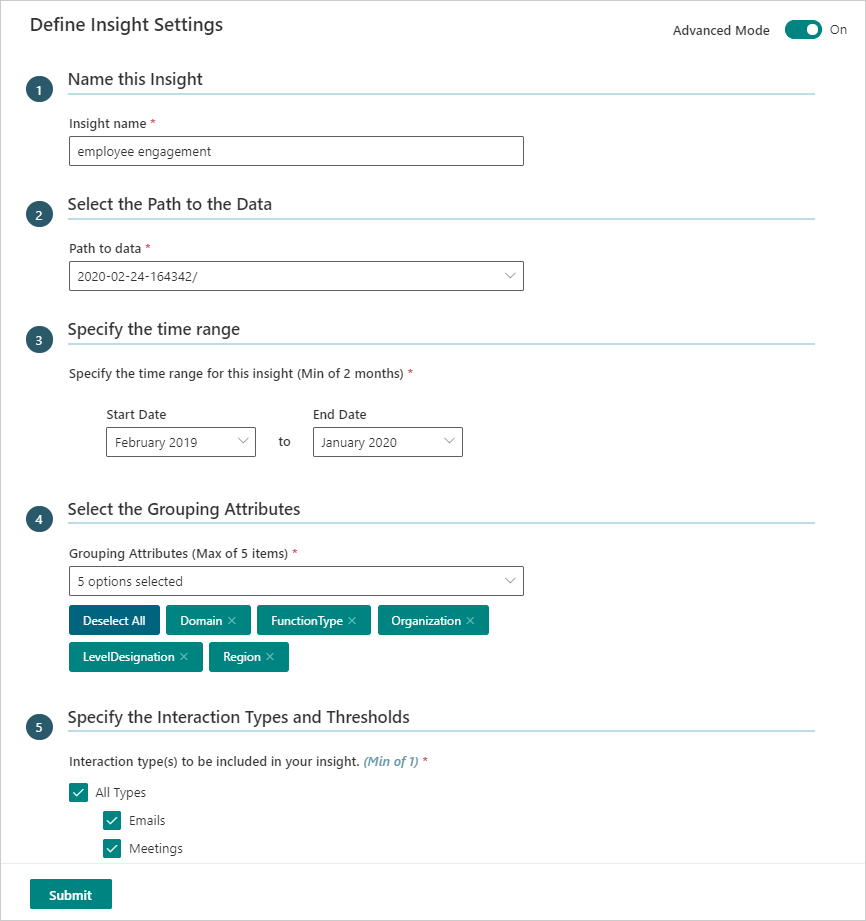 Define Insight Settings
Advanced Mode On
1 Name this Insight
Insight name *
employee engagement
2 Select the Path to the Data
Path to data *
2020-02-24-164342/
3 Specify the time range
Specify the time range for this insight (Min of 2 months) *
Start Date End Date
February 2019 to January 2020
4 Select the Grouping Attributes
Grouping Attributes (Max of 5 items) *
5 options selected
Deselect All Domain × FunctionType × Organization ×
LevelDesignation × Region ×
5 Specify the Interaction Types and Thresholds
Interaction type(s) to be included in your insight. (Min of 1) *
All Types
Emails
Meetings
Submit